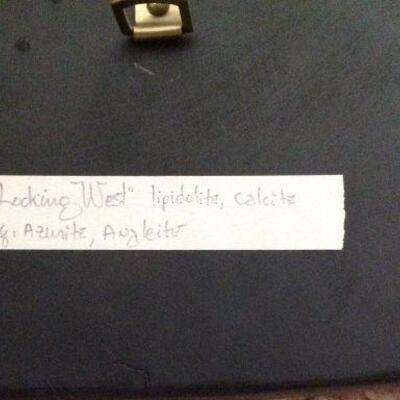 Looking West" lipidolite, Calcite
g. Azurite, Angleite